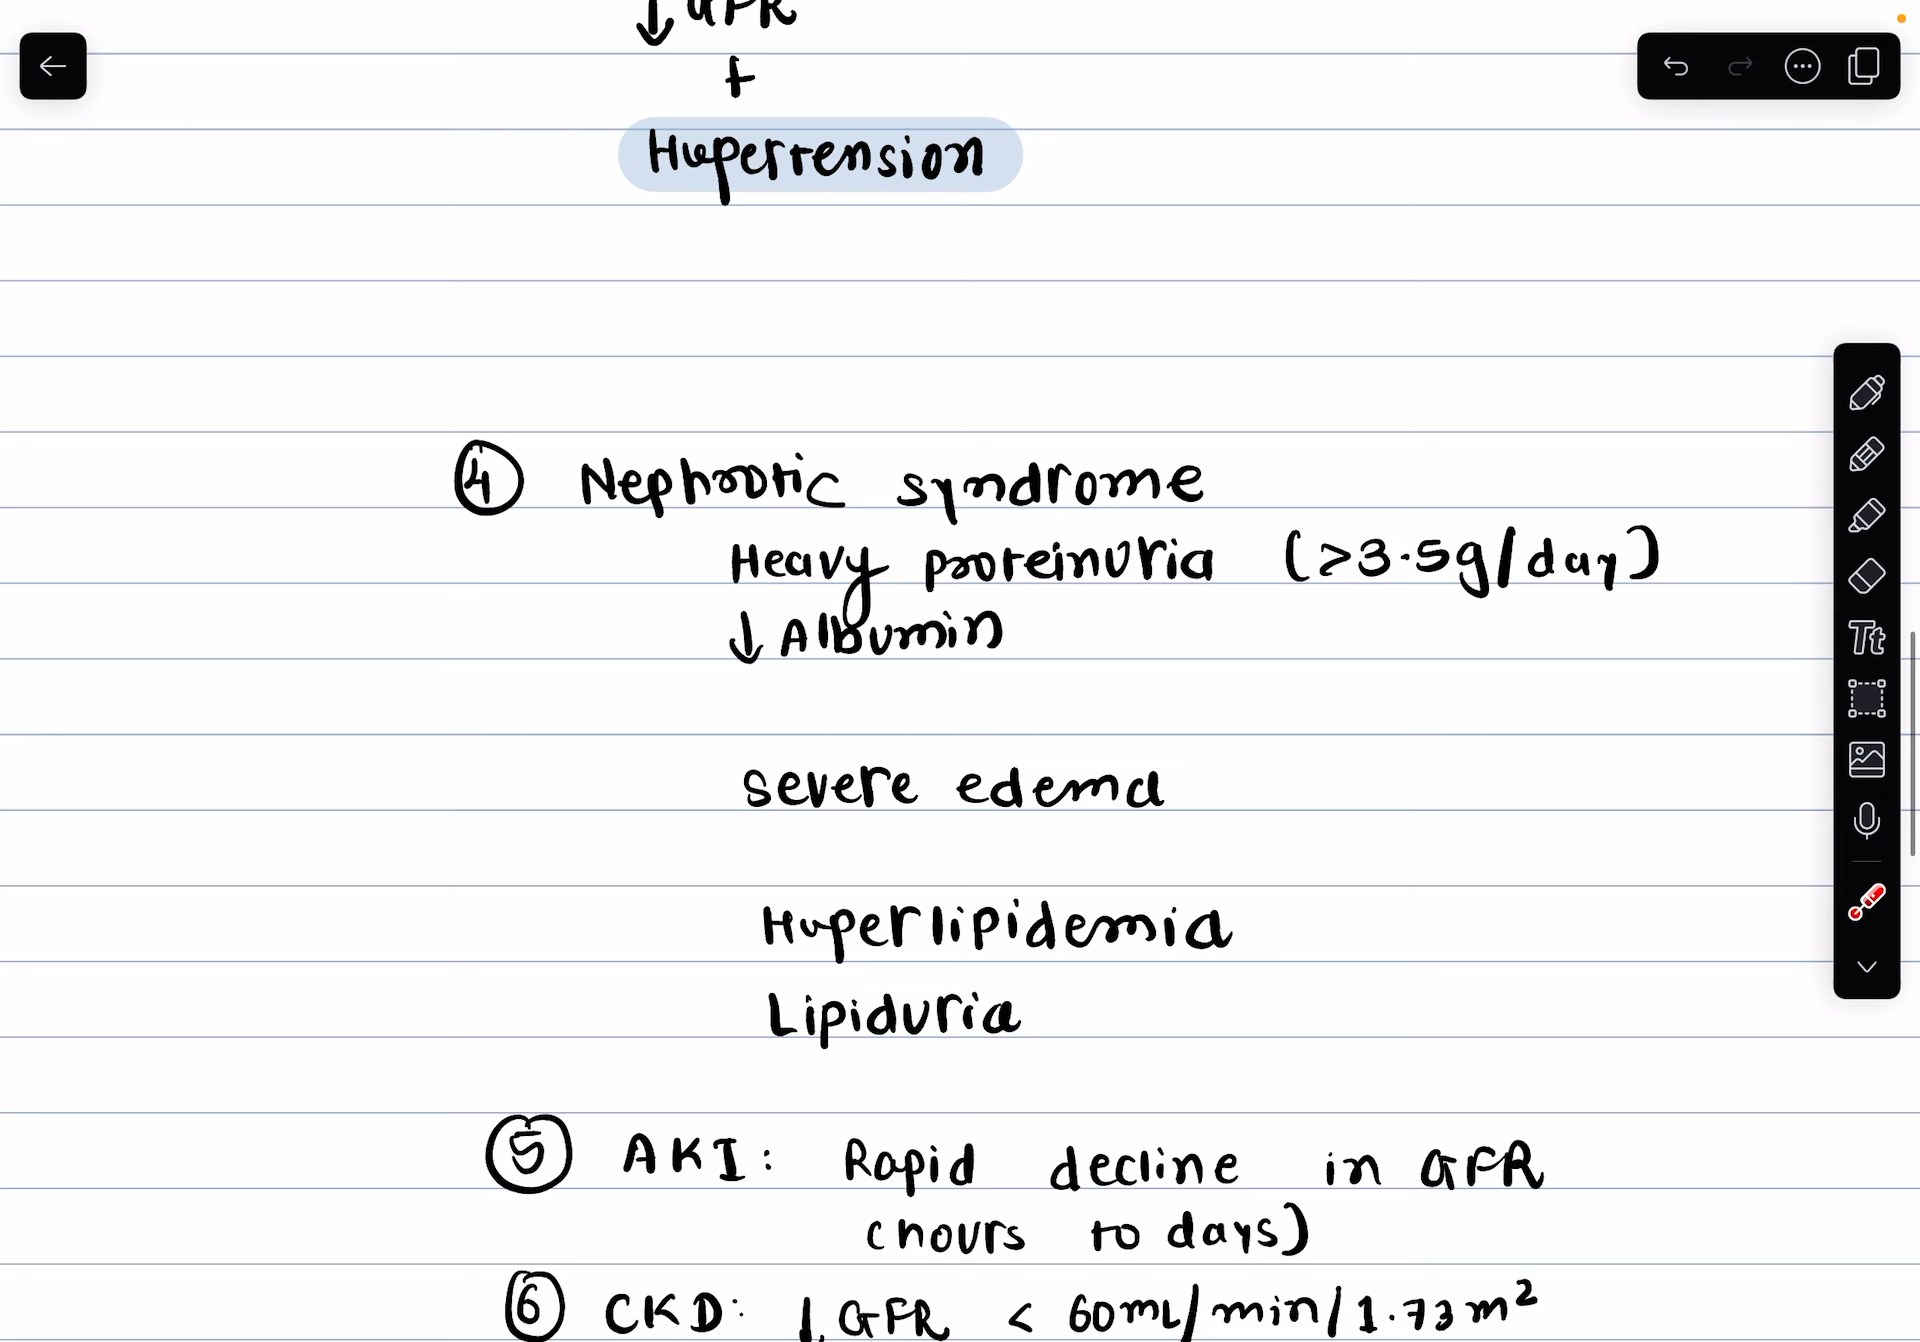 ↓ GFR
+
Hypertension
④ Nephrotic syndrome
Heavy proteinuria (>3.5g/day)
↓ Albumin
severe edema
Hyperlipidemia
Lipiduria
⑤ AKI: Rapid decline in GFR
(hours to days)
⑥ CKD: ↓ GFR < 60mL/min/1.73m²
Tt